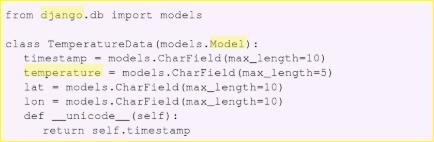 from django.db import models
class TemperatureData(models.Model):
timestamp = models.CharField(max_length=10)
temperature = models.CharField(max_length=5)
lat = models.CharField(max_length=10)
lon = models.CharField(max_length=10)
def __unicode__(self):
return self.timestamp